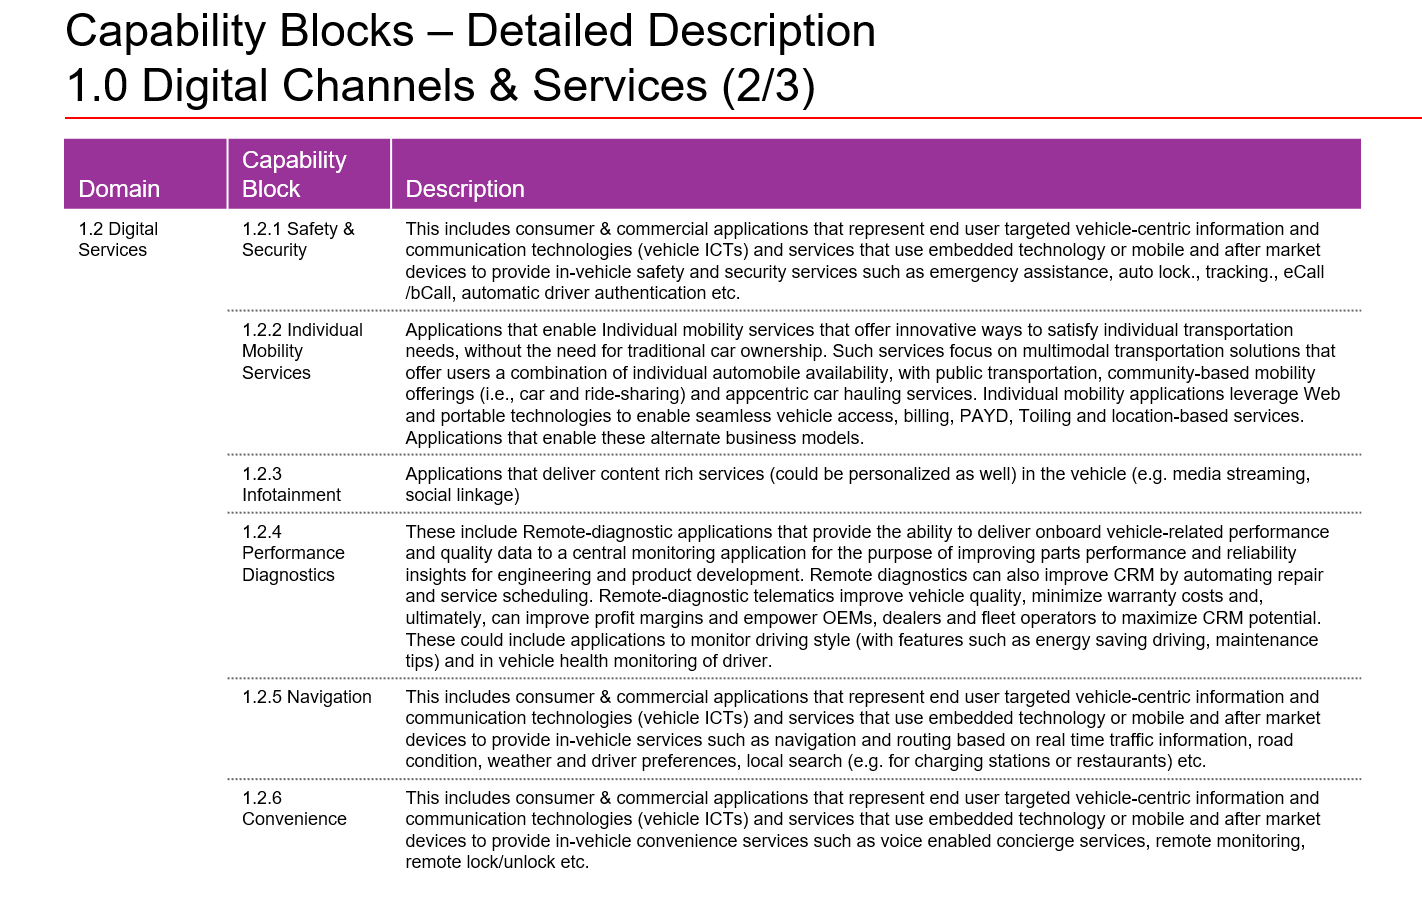 Capability Blocks – Detailed Description
1.0 Digital Channels & Services (2/3)
Domain
Capability
Block
Description
1.2 Digital
Services
1.2.1 Safety &
Security
This includes consumer & commercial applications that represent end user targeted vehicle-centric information and
communication technologies (vehicle ICTs) and services that use embedded technology or mobile and after market
devices to provide in-vehicle safety and security services such as emergency assistance, auto lock., tracking., eCall
/bCall, automatic driver authentication etc.
1.2.2 Individual
Mobility
Services
Applications that enable Individual mobility services that offer innovative ways to satisfy individual transportation
needs, without the need for traditional car ownership. Such services focus on multimodal transportation solutions that
offer users a combination of individual automobile availability, with public transportation, community-based mobility
offerings (i.e., car and ride-sharing) and appcentric car hauling services. Individual mobility applications leverage Web
and portable technologies to enable seamless vehicle access, billing, PAYD, Toiling and location-based services.
Applications that enable these alternate business models.
1.2.3
Infotainment
Applications that deliver content rich services (could be personalized as well) in the vehicle (e.g. media streaming,
social linkage)
1.2.4
Performance
Diagnostics
These include Remote-diagnostic applications that provide the ability to deliver onboard vehicle-related performance
and quality data to a central monitoring application for the purpose of improving parts performance and reliability
insights for engineering and product development. Remote diagnostics can also improve CRM by automating repair
and service scheduling. Remote-diagnostic telematics improve vehicle quality, minimize warranty costs and,
ultimately, can improve profit margins and empower OEMs, dealers and fleet operators to maximize CRM potential.
These could include applications to monitor driving style (with features such as energy saving driving, maintenance
tips) and in vehicle health monitoring of driver.
1.2.5 Navigation
This includes consumer & commercial applications that represent end user targeted vehicle-centric information and
communication technologies (vehicle ICTs) and services that use embedded technology or mobile and after market
devices to provide in-vehicle services such as navigation and routing based on real time traffic information, road
condition, weather and driver preferences, local search (e.g. for charging stations or restaurants) etc.
1.2.6
Convenience
This includes consumer & commercial applications that represent end user targeted vehicle-centric information and
communication technologies (vehicle ICTs) and services that use embedded technology or mobile and after market
devices to provide in-vehicle convenience services such as voice enabled concierge services, remote monitoring,
remote lock/unlock etc.